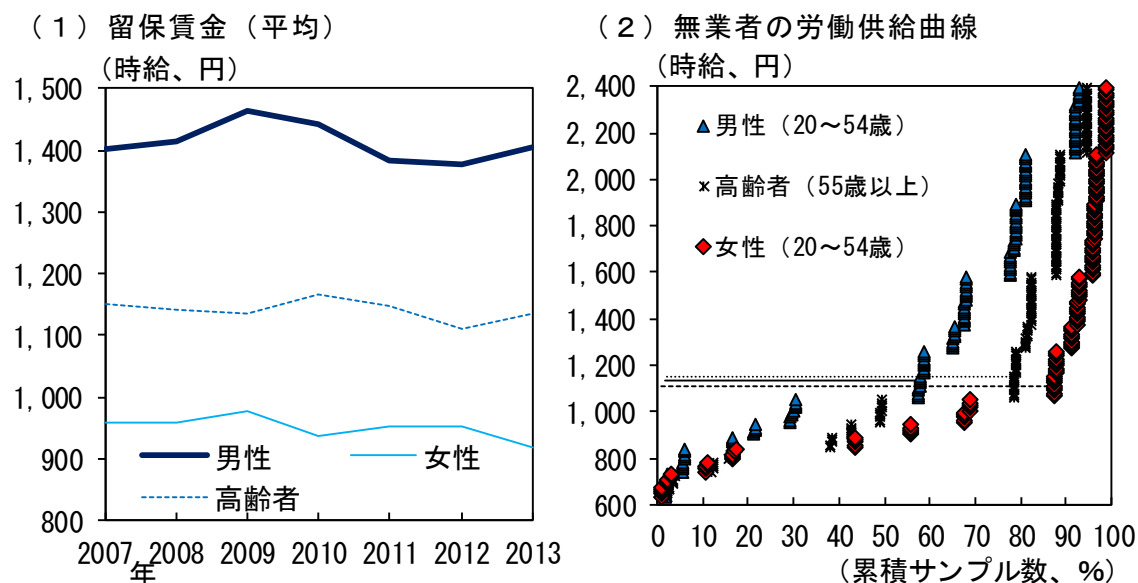 （１）留保賃金（平均）
（時給、円）
1,500
1,400
1,300
1,200
1,100
1,000
900
800
男性
女性
高齢者
2007 2008 2009 2010 2011 2012 2013
年
（２）無業者の労働供給曲線
（時給、円）
2,400
2,200
2,000
1,800
1,600
1,400
1,200
1,000
800
600
男性（20～54歳）
高齢者（55歳以上）
女性（20～54歳）
0 10 20 30 40 50 60 70 80 90 100
（累積サンプル数、%）